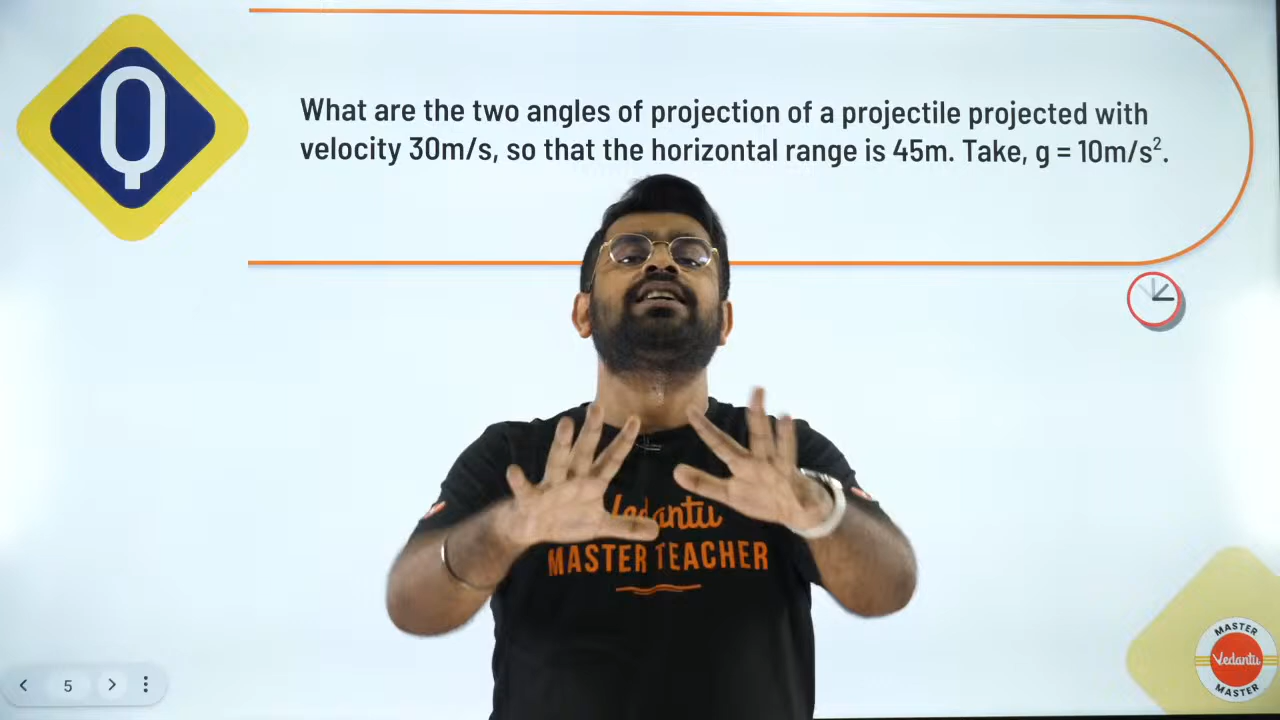 Q
What are the two angles of projection of a projectile projected with
velocity 30m/s, so that the horizontal range is 45m. Take, g = 10m/s².
Vedantu
MASTER TEACHER
5
MASTER
Vedantu
MASTER